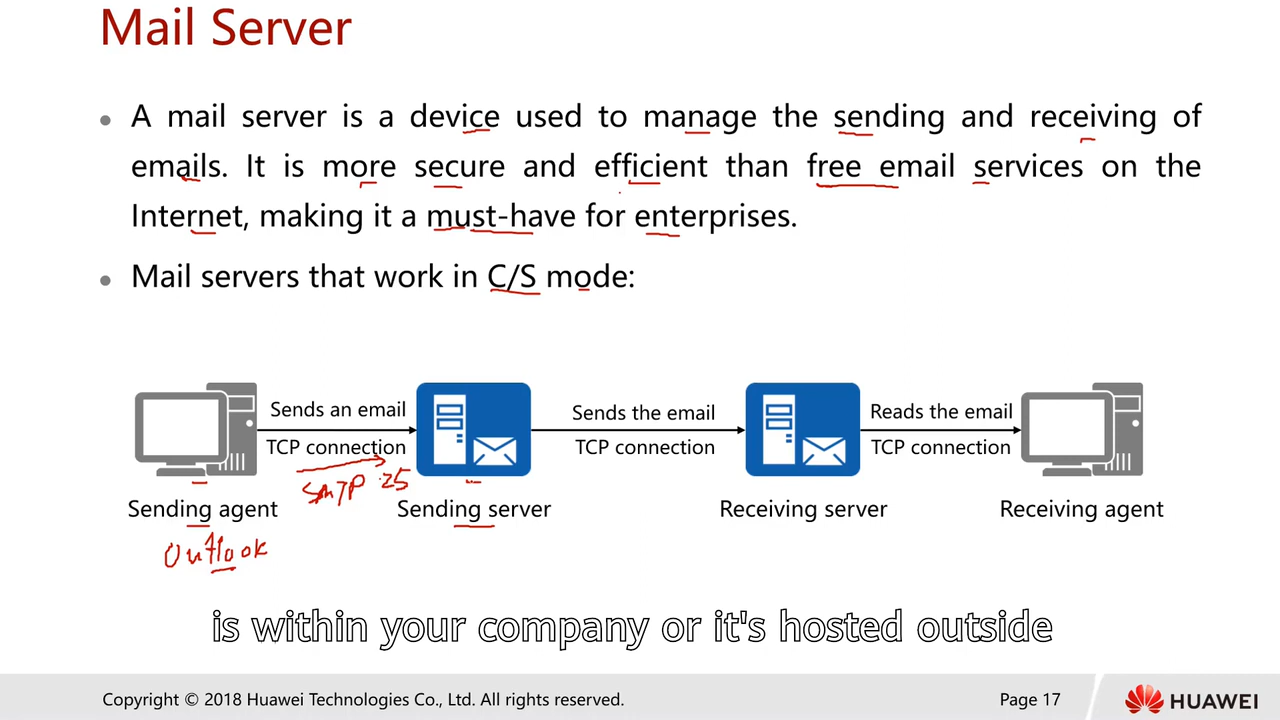 Mail Server
• A mail server is a device used to manage the sending and receiving of
emails. It is more secure and efficient than free email services on the
Internet, making it a must-have for enterprises.
• Mail servers that work in C/S mode:
Sends an email
TCP connection
Sends the email
TCP connection
Reads the email
TCP connection
SMTP :25
Sending agent
Sending server
Receiving server
Receiving agent
Outlook
is within your company or it's hosted outside
Copyright © 2018 Huawei Technologies Co., Ltd. All rights reserved.
Page 17
HUAWEI